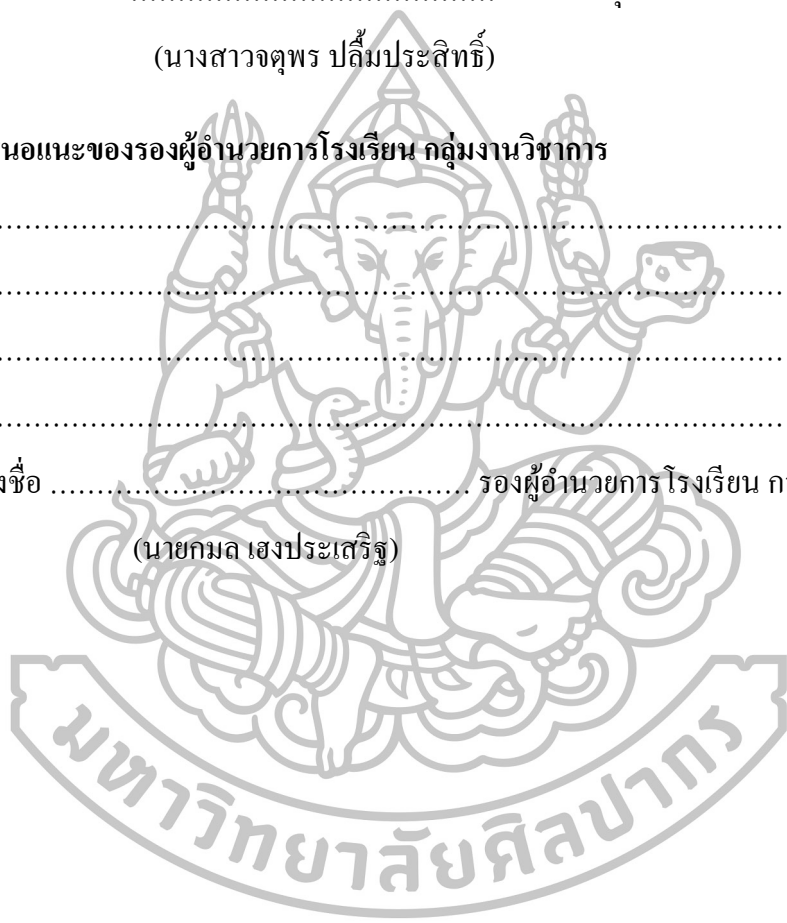 ……………………………………
(นางสาวจตุพร ปลื้มประสิทธิ์)
นอแนะของรองผู้อำนวยการโรงเรียน กลุ่มงานวิชาการ
……………………………………………………………………………
……………………………………………………………………………
……………………………………………………………………………
……………………………………………………………………………
งชื่อ ……………………………………… รองผู้อำนวยการโรงเรียน
(นายกมล เฮงประเสริฐ)
มหาวิทยาลัยศิลปากร